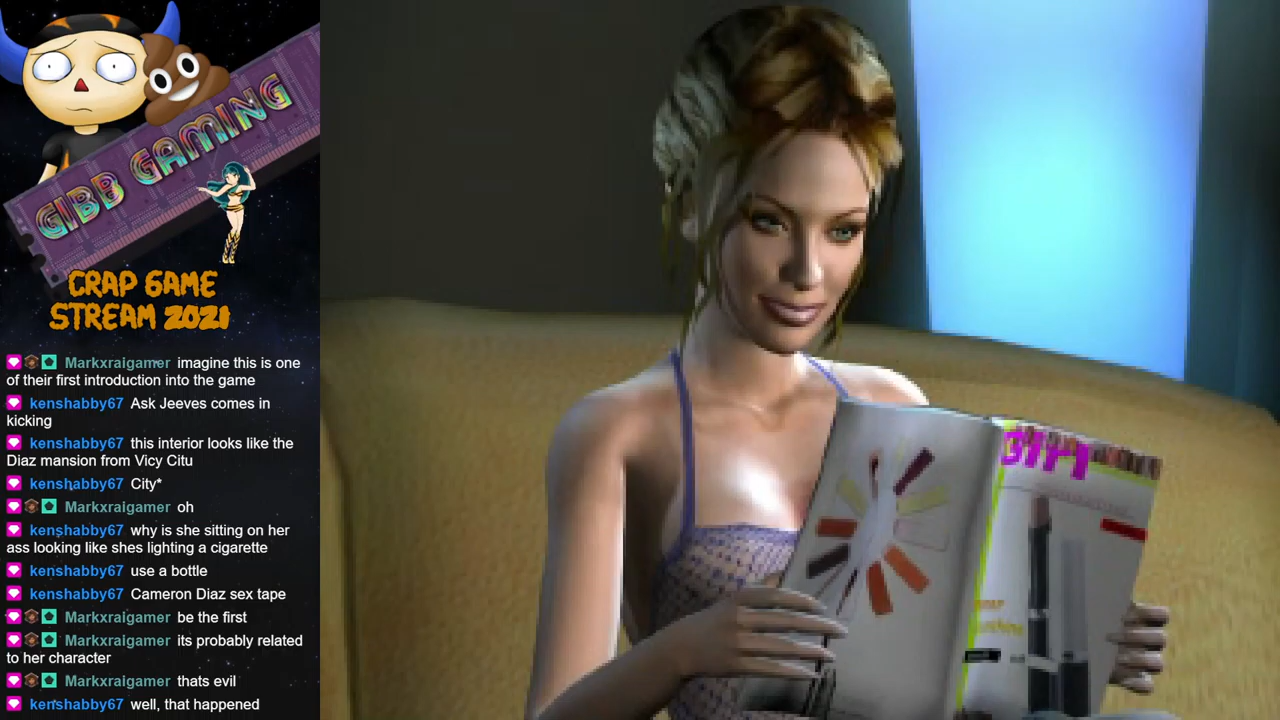 GIBB GAMING
CRAP GAME
STREAM 2021
Markxraigamer imagine this is one
of their first introduction into the game
kenshabby67 Ask Jeeves comes in
kicking
kenshabby67 this interior looks like the
Diaz mansion from Vicy Citu
kenshabby67 City*
Markxraigamer oh
kenshabby67 why is she sitting on her
ass looking like shes lighting a cigarette
kenshabby67 use a bottle
kenshabby67 Cameron Diaz sex tape
Markxraigamer be the first
Markxraigamer its probably related
to her character
Markxraigamer thats evil
kenshabby67 well, that happened
GIrl